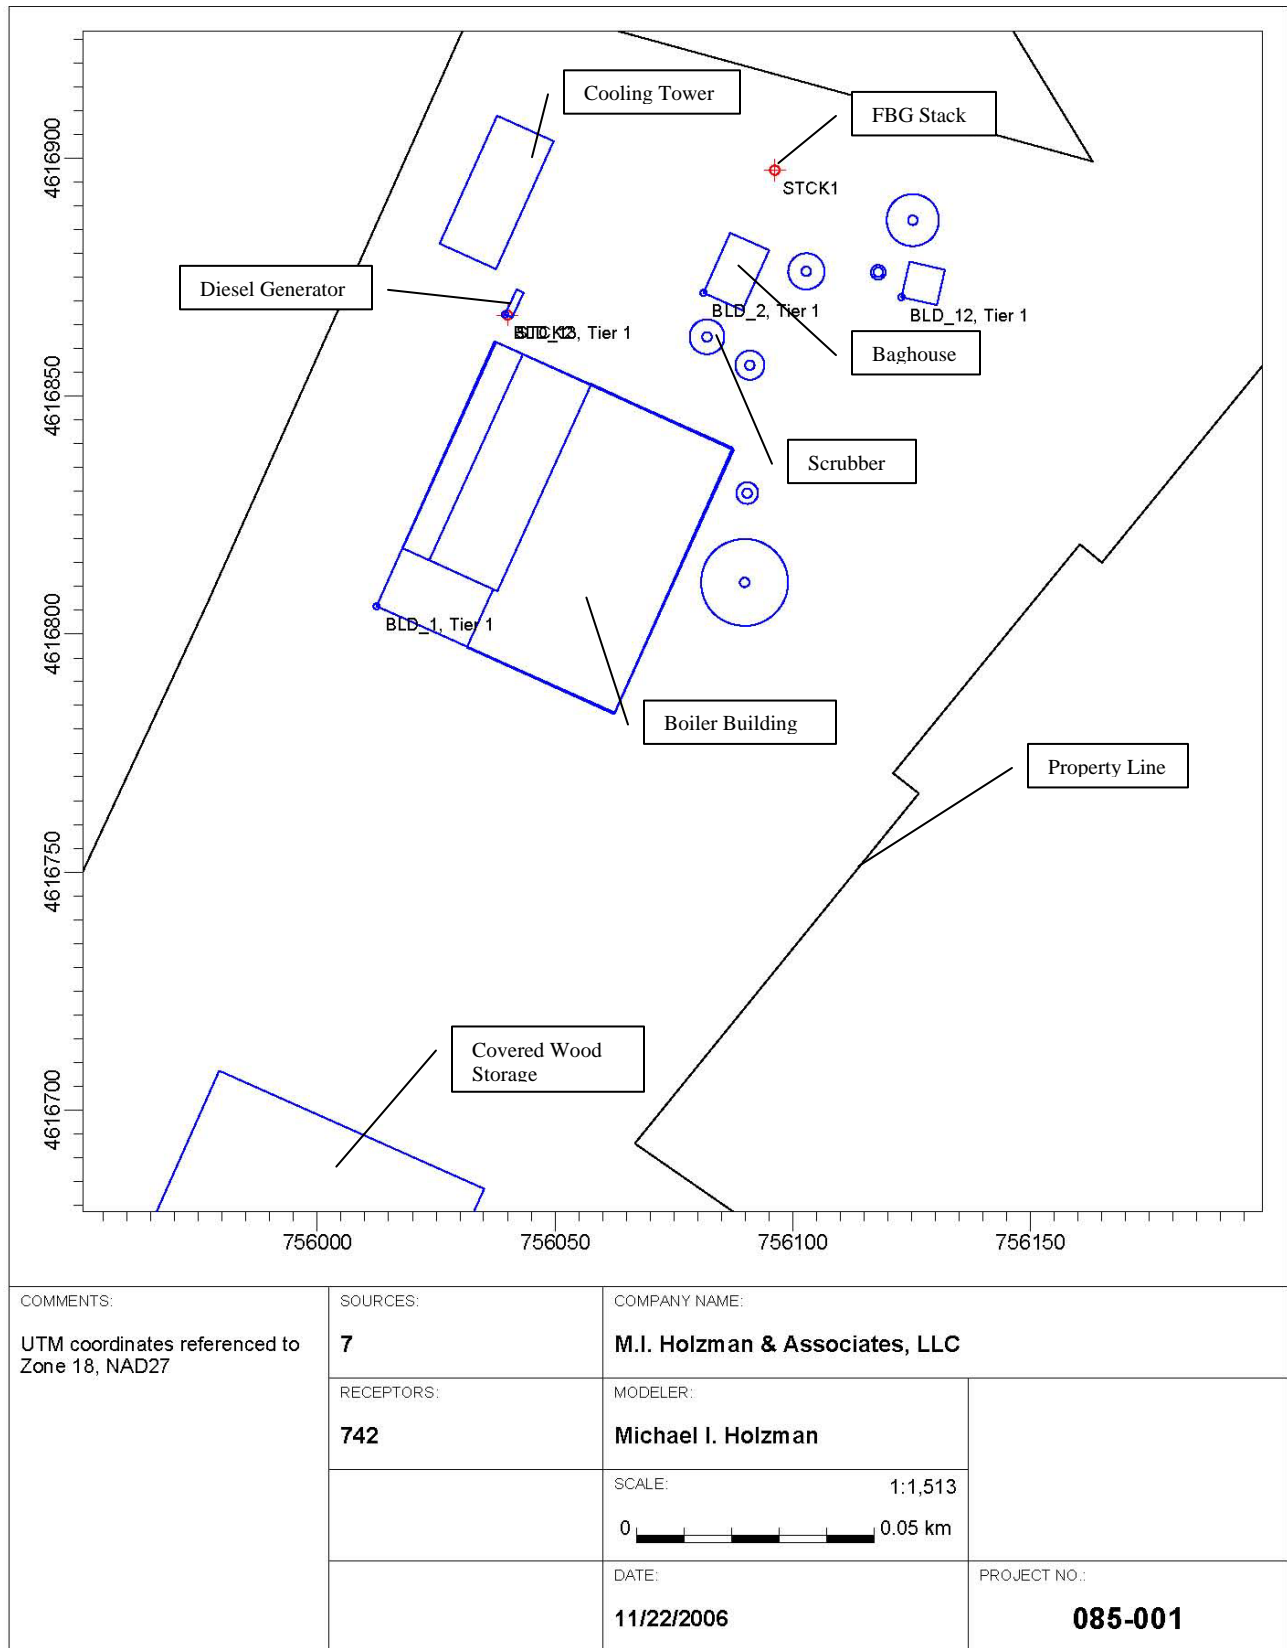 Cooling Tower
FBG Stack
4616900
STCK1
Diesel Generator
BLD_2, Tier 1
BLD_12, Tier 1
Tier 1
Baghouse
4616850
Scrubber
4616800
BLD_1, Tier 1
Boiler Building
Property Line
4616750
Covered Wood
Storage
4616700
756000
756050
756100
756150
COMMENTS:
UTM coordinates referenced to
Zone 18, NAD27
SOURCES:
7
COMPANY NAME:
M.I. Holzman & Associates, LLC
RECEPTORS:
742
MODELER:
Michael I. Holzman
SCALE:
1:1,513
0
0.05 km
DATE:
11/22/2006
PROJECT NO.:
085-001